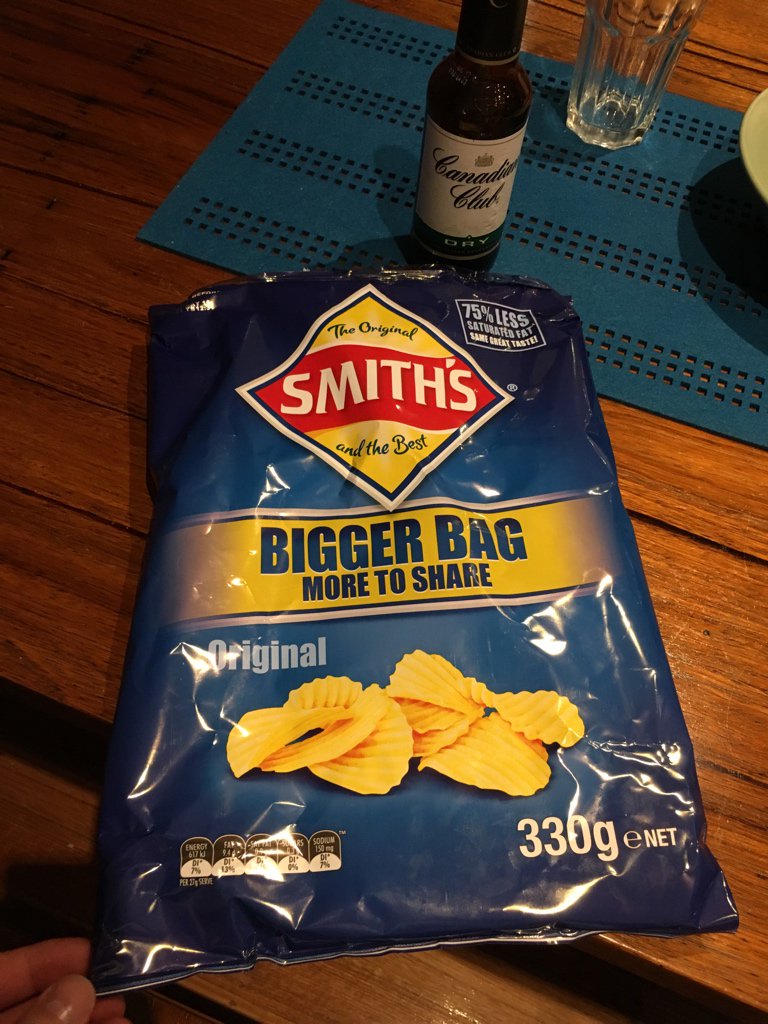 Canadian
Club
DRY
The Original
SMITH'S®
and the Best
75% LESS
SATURATED FAT
SAME GREAT TASTE!
BIGGER BAG
MORE TO SHARE
Original
ENERGY
617 kJ
DI*
7%
DI*
13%
0%
SODIUM
150 mg
DI*
7%
TM
PER 27g SERVE
330g e NET